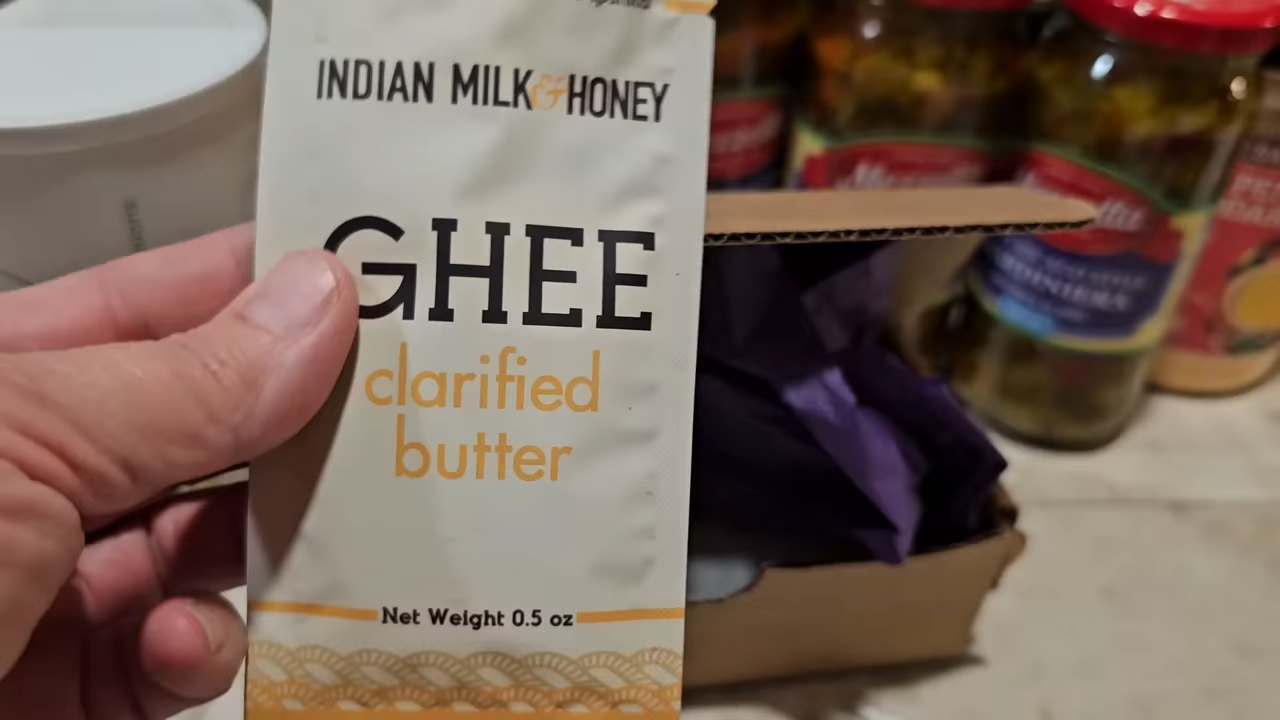 INDIAN MILK & HONEY
GHEE
clarified
butter
Net Weight 0.5 oz